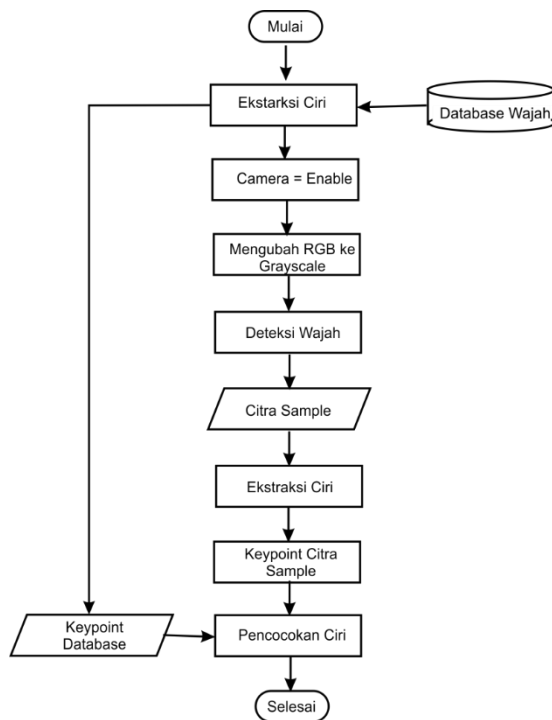 Mulai
Ekstarksi Ciri
Database Wajah
Camera = Enable
Mengubah RGB ke
Grayscale
Deteksi Wajah
Citra Sample
Ekstraksi Ciri
Keypoint Citra
Sample
Keypoint
Database
Pencocokan Ciri
Selesai